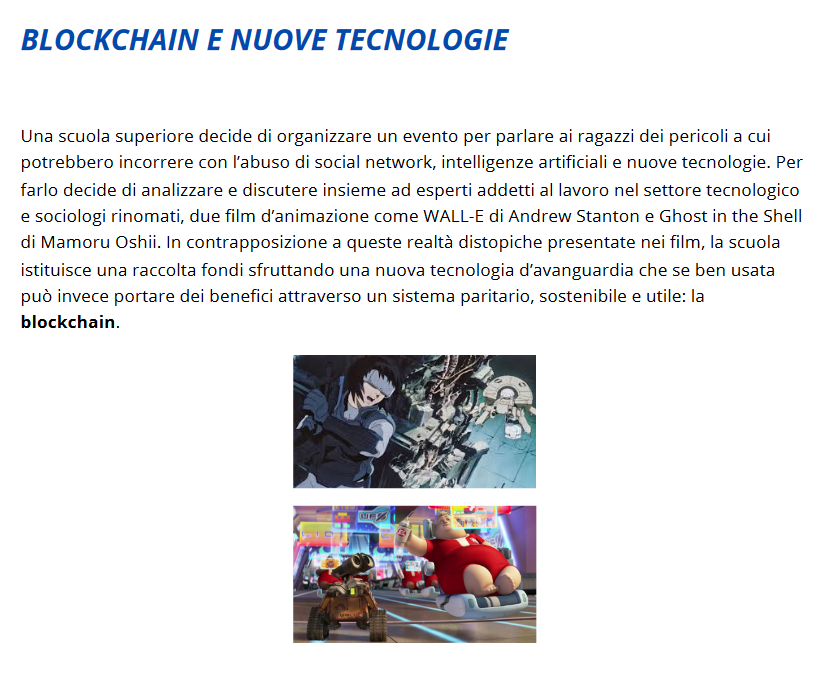 BLOCKCHAIN E NUOVE TECNOLOGIE
Una scuola superiore decide di organizzare un evento per parlare ai ragazzi dei pericoli a cui
potrebbero incorrere con l’abuso di social network, intelligenze artificiali e nuove tecnologie. Per
farlo decide di analizzare e discutere insieme ad esperti addetti al lavoro nel settore tecnologico
e sociologi rinomati, due film d’animazione come WALL-E di Andrew Stanton e Ghost in the Shell
di Mamoru Oshii. In contrapposizione a queste realtà distopiche presentate nei film, la scuola
istituisce una raccolta fondi sfruttando una nuova tecnologia d’avanguardia che se ben usata
può invece portare dei benefici attraverso un sistema paritario, sostenibile e utile: la
blockchain.